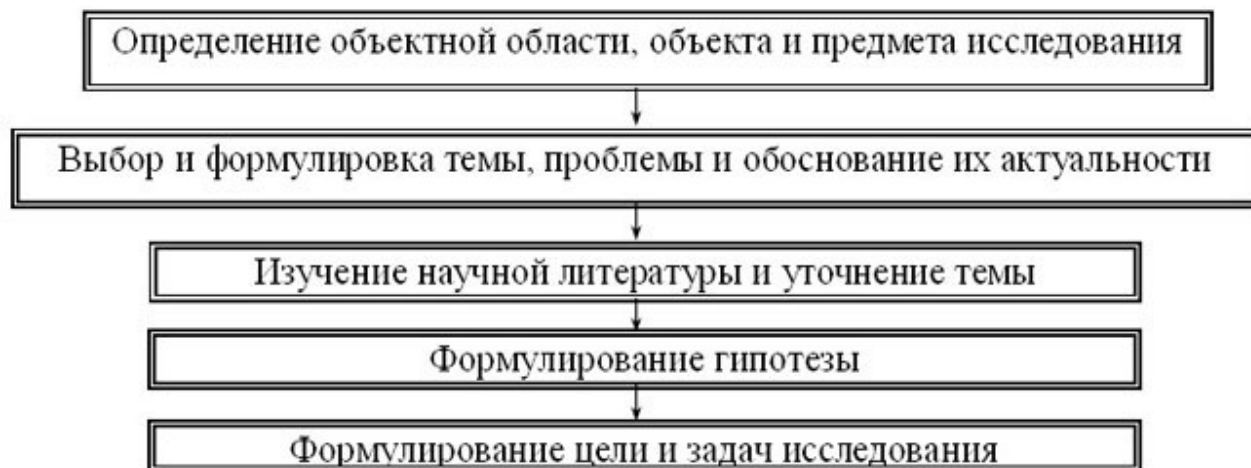 Определение объектной области, объекта и предмета исследования
Выбор и формулировка темы, проблемы и обоснование их актуальности
Изучение научной литературы и уточнение темы
Формулирование гипотезы
Формулирование цели и задач исследования